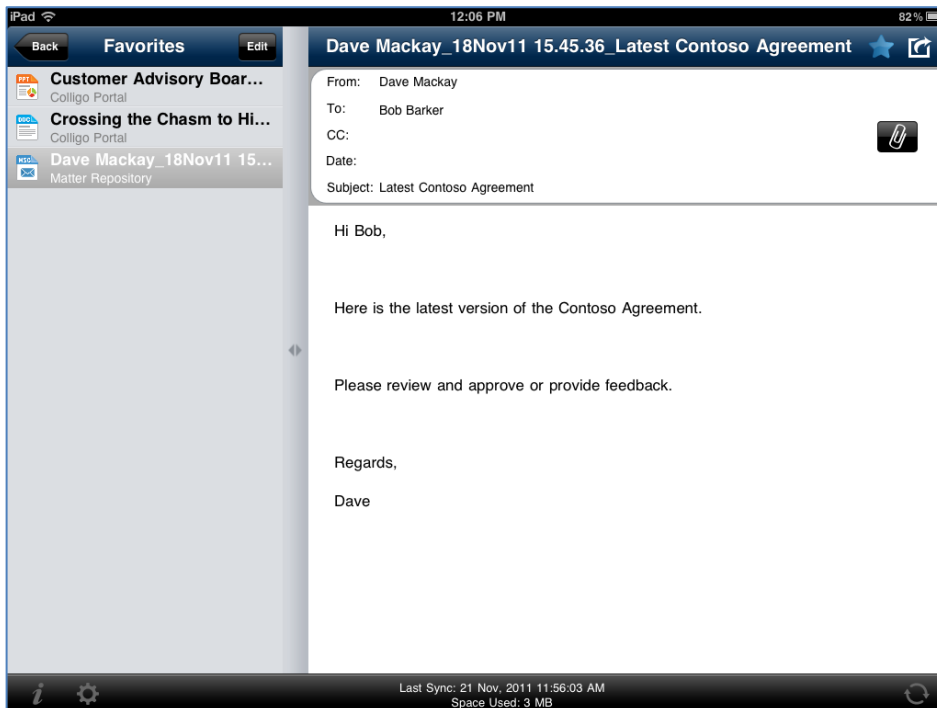 iPad 12:06 PM 82%
Back Favorites Edit
Dave Mackay_18Nov11 15.45.36_Latest Contoso Agreement
PPT Customer Advisory Boar...
Colligo Portal
DOC Crossing the Chasm to Hi...
Colligo Portal
MSG Dave Mackay_18Nov11 15...
Matter Repository
From: Dave Mackay
To: Bob Barker
CC:
Date:
Subject: Latest Contoso Agreement
Hi Bob,
Here is the latest version of the Contoso Agreement.
Please review and approve or provide feedback.
Regards,
Dave
Last Sync: 21 Nov, 2011 11:56:03 AM
Space Used: 3 MB